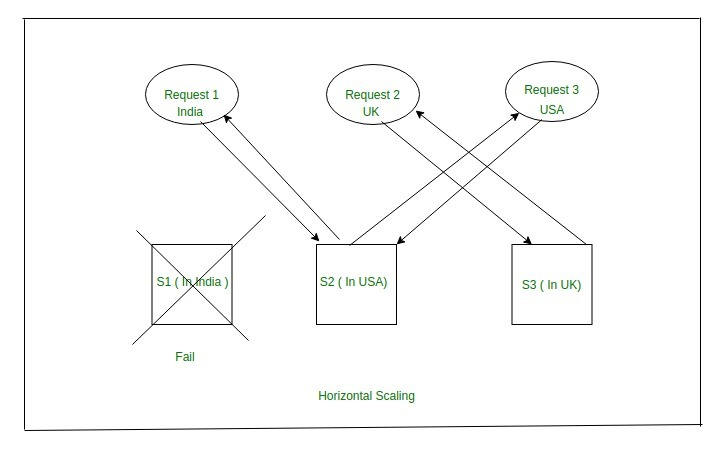 Request 1
India
Request 2
UK
Request 3
USA
S1 ( In India )
S2 ( In USA)
S3 ( In UK)
Fail
Horizontal Scaling